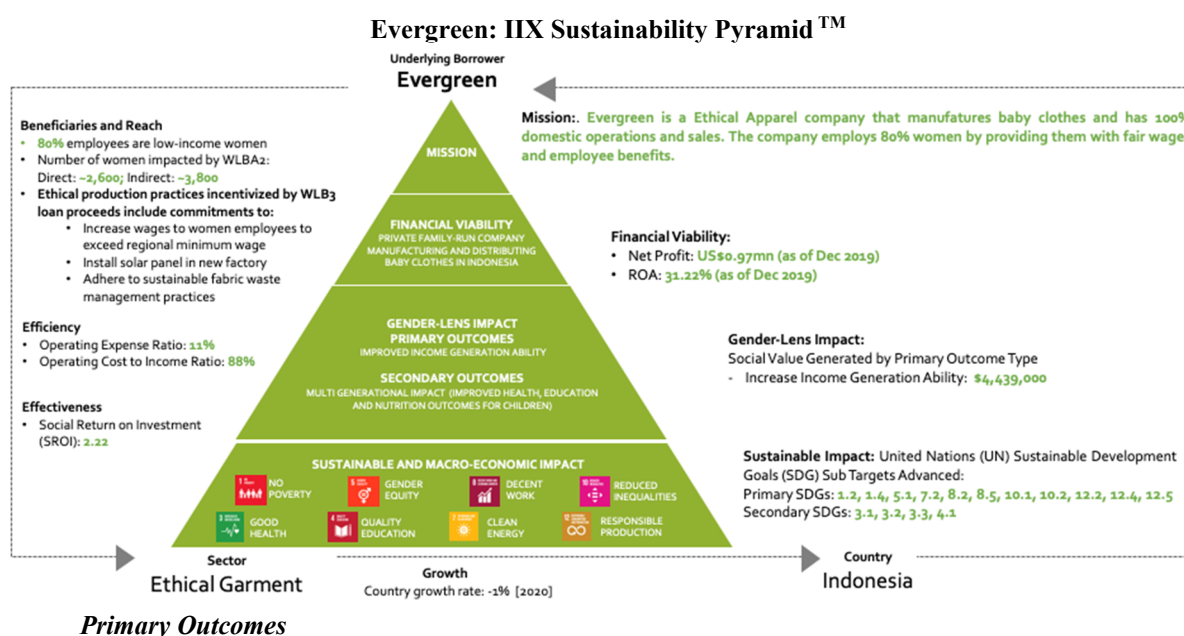 Evergreen: IIX Sustainability Pyramid ™
Underlying Borrower
Evergreen
Mission:. Evergreen is a Ethical Apparel company that manufatures baby clothes and has 100%
domestic operations and sales. The company employs 80% women by providing them with fair wage
and employee benefits.
Beneficiaries and Reach
• 80% employees are low-income women
• Number of women impacted by WLBA2:
Direct: ~2,600; Indirect: ~3,800
• Ethical production practices incentivized by WLB3
loan proceeds include commitments to:
• Increase wages to women employees to
exceed regional minimum wage
• Install solar panel in new factory
• Adhere to sustainable fabric waste
management practices
Efficiency
• Operating Expense Ratio: 11%
• Operating Cost to Income Ratio: 88%
Effectiveness
• Social Return on Investment
(SROI): 2.22
MISSION
FINANCIAL VIABILITY
PRIVATE FAMILY-RUN COMPANY
MANUFACTURING AND DISTRIBUTING
BABY CLOTHES IN INDONESIA
GENDER-LENS IMPACT
PRIMARY OUTCOMES
IMPROVED INCOME GENERATION ABILITY
SECONDARY OUTCOMES
MULTI GENERATIONAL IMPACT (IMPROVED HEALTH, EDUCATION
AND NUTRITION OUTCOMES FOR CHILDREN)
SUSTAINABLE AND MACRO-ECONOMIC IMPACT
1
NO
POVERTY
5
GENDER
EQUITY
8
DECENT
WORK
10
REDUCED
INEQUALITIES
3
GOOD
HEALTH
4
QUALITY
EDUCATION
7
CLEAN
ENERGY
RESPONSIBLE
PRODUCTION
Financial Viability:
• Net Profit: US$0.97mn (as of Dec 2019)
• ROA: 31.22% (as of Dec 2019)
Gender-Lens Impact:
Social Value Generated by Primary Outcome Type
- Increase Income Generation Ability: $4,439,000
Sustainable Impact: United Nations (UN) Sustainable Development
Goals (SDG) Sub Targets Advanced:
Primary SDGs: 1.2, 1.4, 5.1, 7.2, 8.2, 8.5, 10.1, 10.2, 12.2, 12.4, 12.5
Secondary SDGs: 3.1, 3.2, 3.3, 4.1
Sector
Ethical Garment
Growth
Country growth rate: -1% [2020]
Country
Indonesia
Primary Outcomes